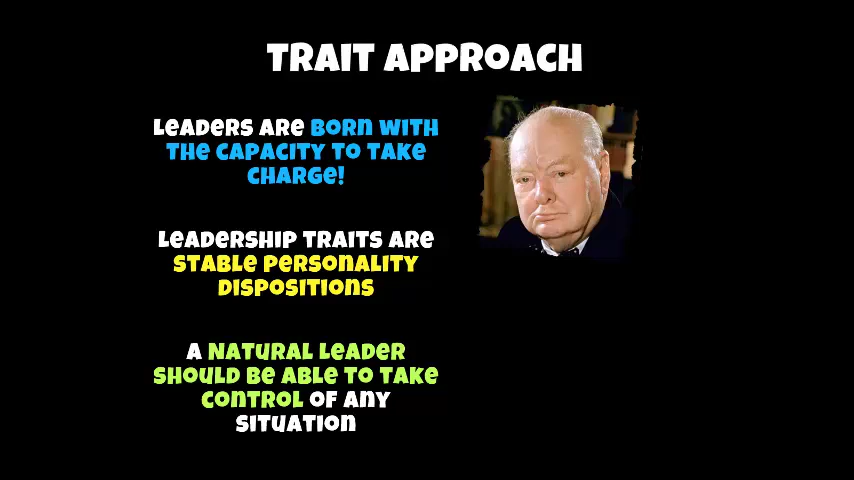 TRAIT APPROACH
Leaders are born with
the capacity to take
charge!
Leadership traits are
stable personality
dispositions
A natural leader
should be able to take
control of any
situation